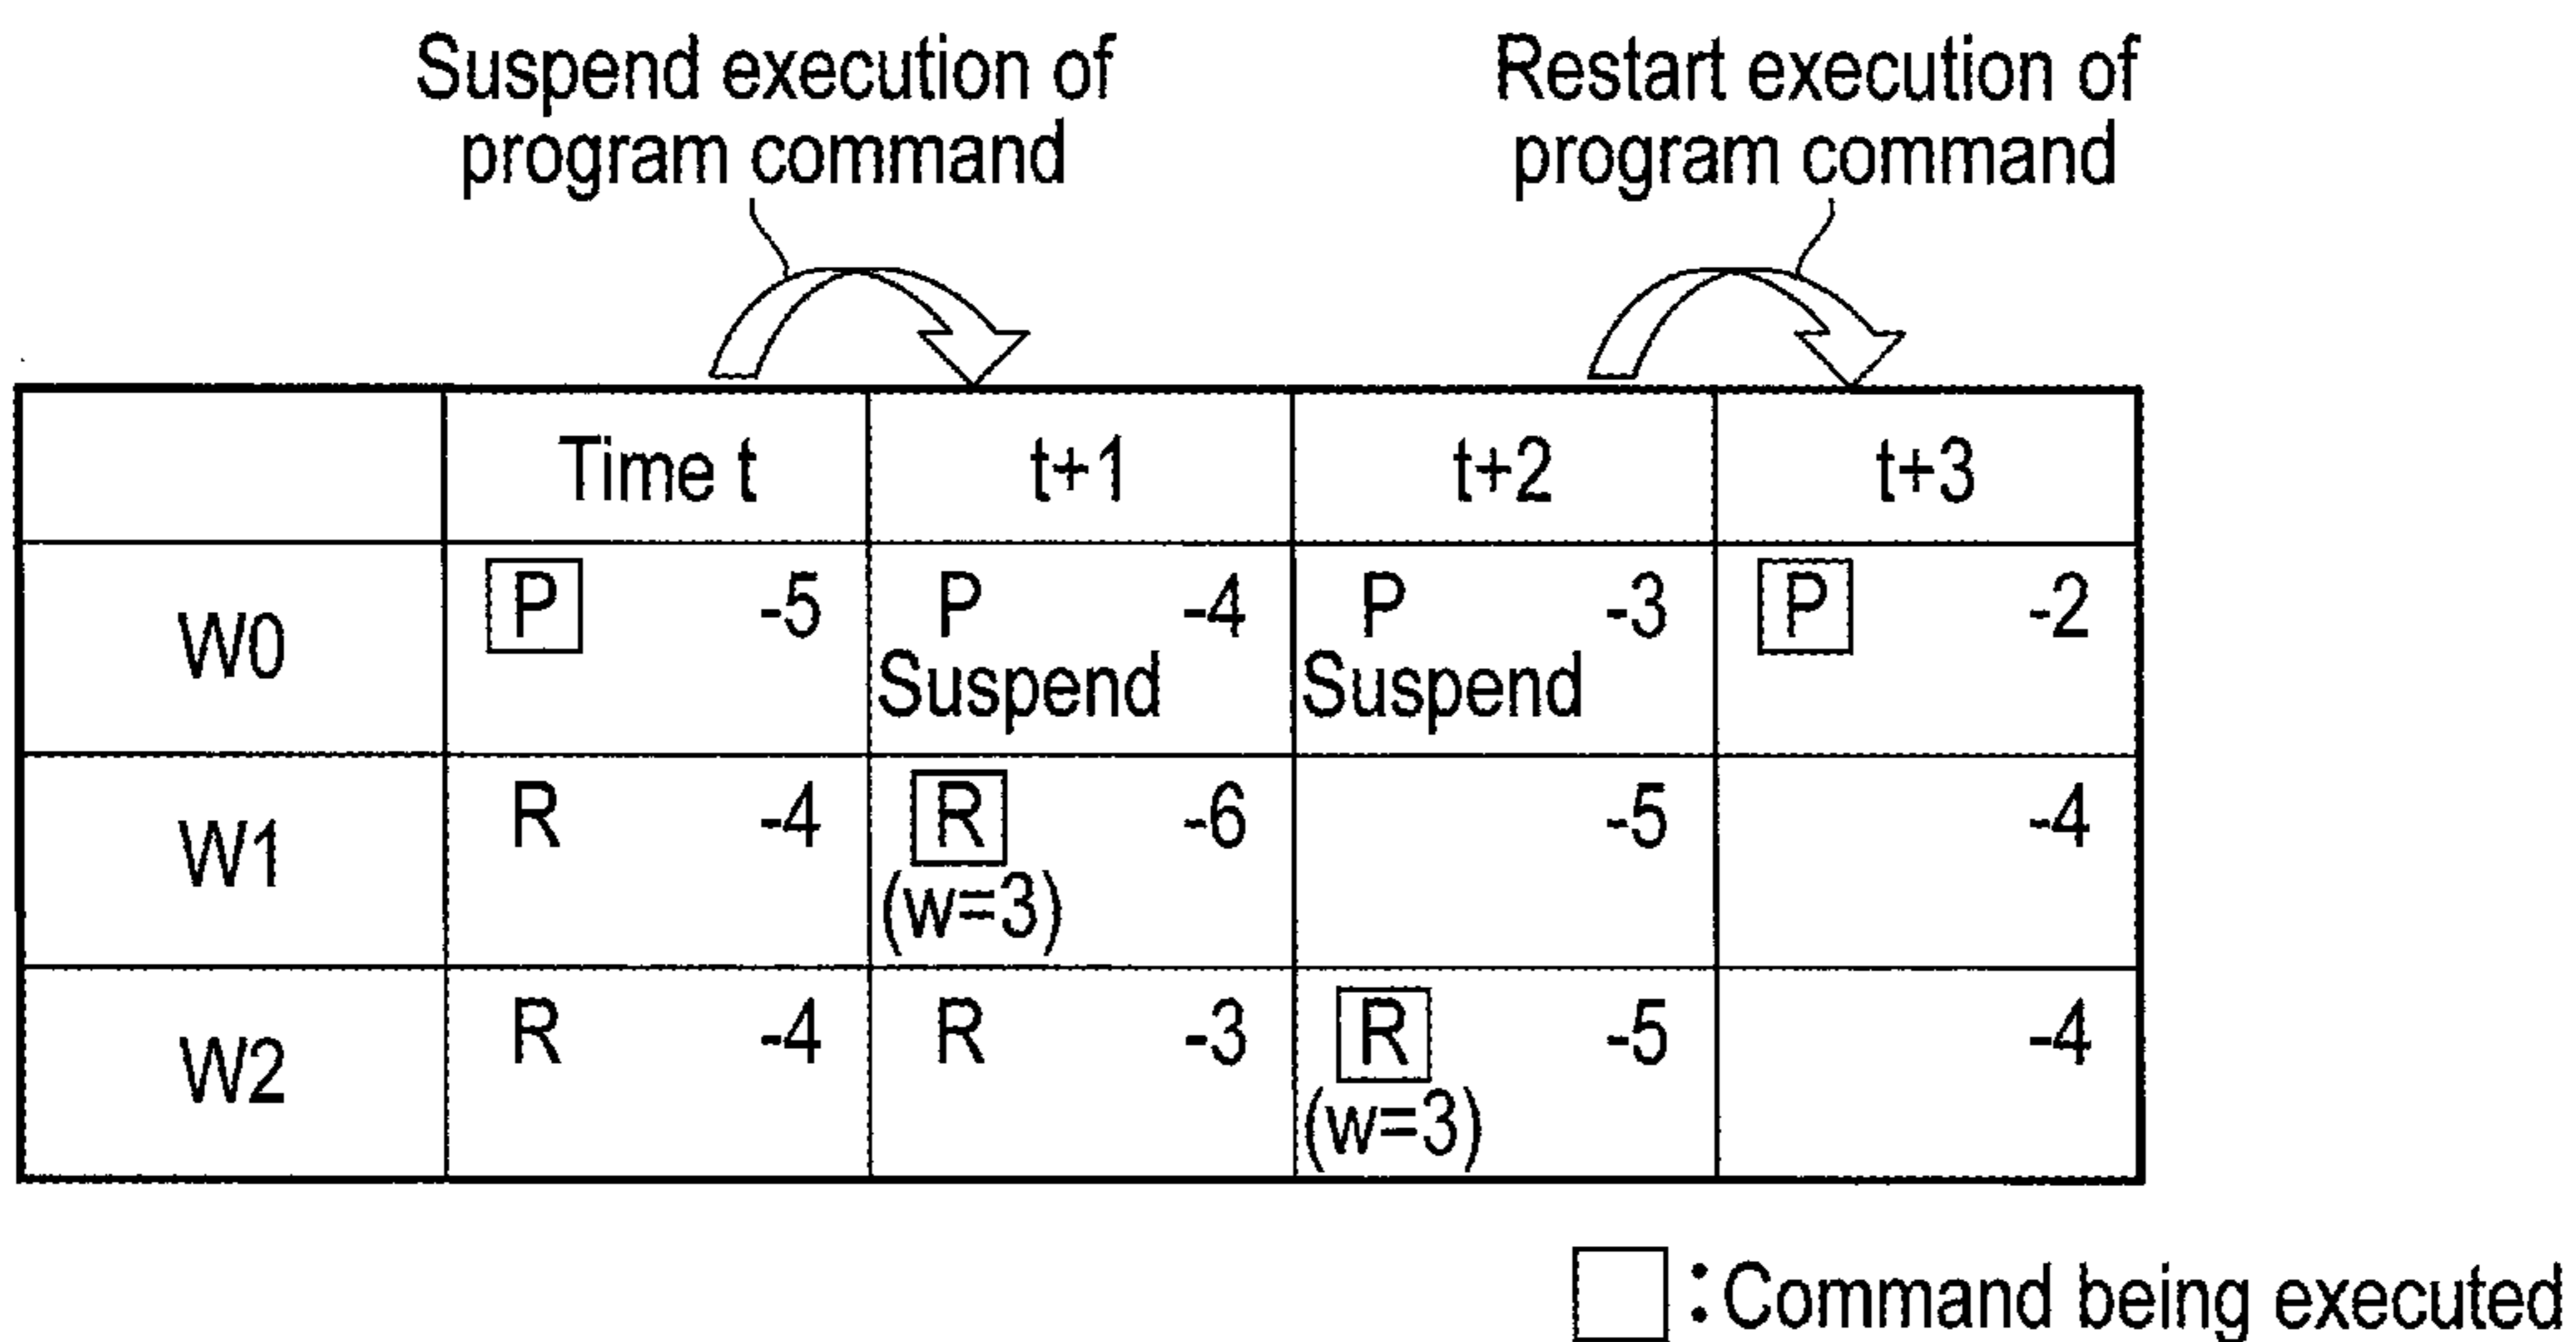 Suspend execution of
program command
Restart execution of
program command
Time t t+1 t+2 t+3
W0 P -5 P -4 P -3 P -2
Suspend Suspend
W1 R -4 R -6 -5 -4
(w=3)
W2 R -4 R -3 R -5 -4
(w=3)
: Command being executed